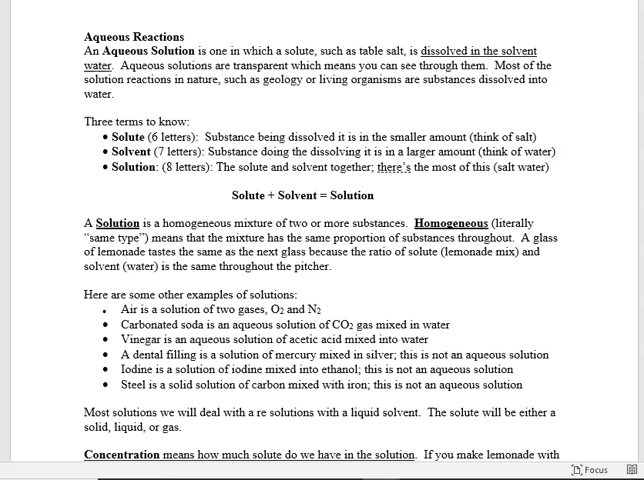 Aqueous Reactions
An Aqueous Solution is one in which a solute, such as table salt, is dissolved in the solvent
water.  Aqueous solutions are transparent which means you can see through them.  Most of the
solution reactions in nature, such as geology or living organisms are substances dissolved into
water.
Three terms to know:
• Solute (6 letters):  Substance being dissolved it is in the smaller amount (think of salt)
• Solvent (7 letters): Substance doing the dissolving it is in a larger amount (think of water)
• Solution: (8 letters): The solute and solvent together; there's the most of this (salt water)
Solute + Solvent = Solution
A Solution is a homogeneous mixture of two or more substances.  Homogeneous (literally
“same type”) means that the mixture has the same proportion of substances throughout.  A glass
of lemonade tastes the same as the next glass because the ratio of solute (lemonade mix) and
solvent (water) is the same throughout the pitcher.
Here are some other examples of solutions:
• Air is a solution of two gases, O2 and N2
• Carbonated soda is an aqueous solution of CO2 gas mixed in water
• Vinegar is an aqueous solution of acetic acid mixed into water
• A dental filling is a solution of mercury mixed in silver; this is not an aqueous solution
• Iodine is a solution of iodine mixed into ethanol; this is not an aqueous solution
• Steel is a solid solution of carbon mixed with iron; this is not an aqueous solution
Most solutions we will deal with a re solutions with a liquid solvent.  The solute will be either a
solid, liquid, or gas.
Concentration means how much solute do we have in the solution.  If you make lemonade with
Focus